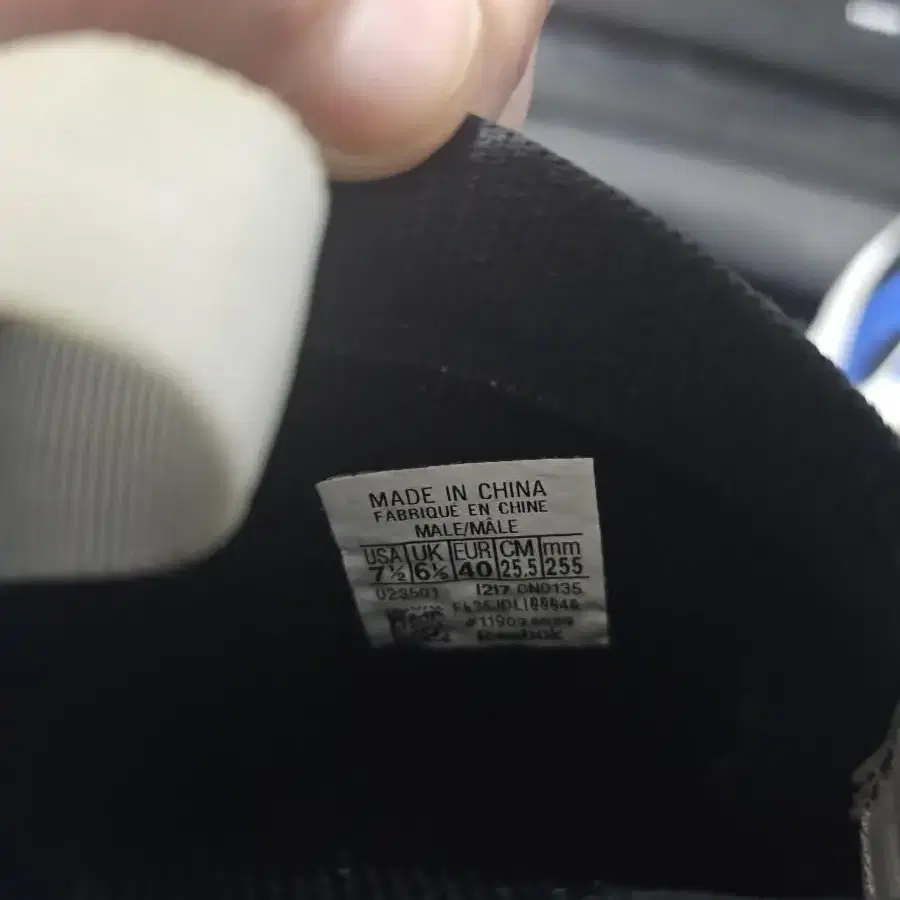 MADE IN CHINA
FABRIQUÉ EN CHINE
MALE/MÂLE
USA UK EUR CM mm
7½ 6½ 40 25.5 255
023501 1217 CN0135
Reebok